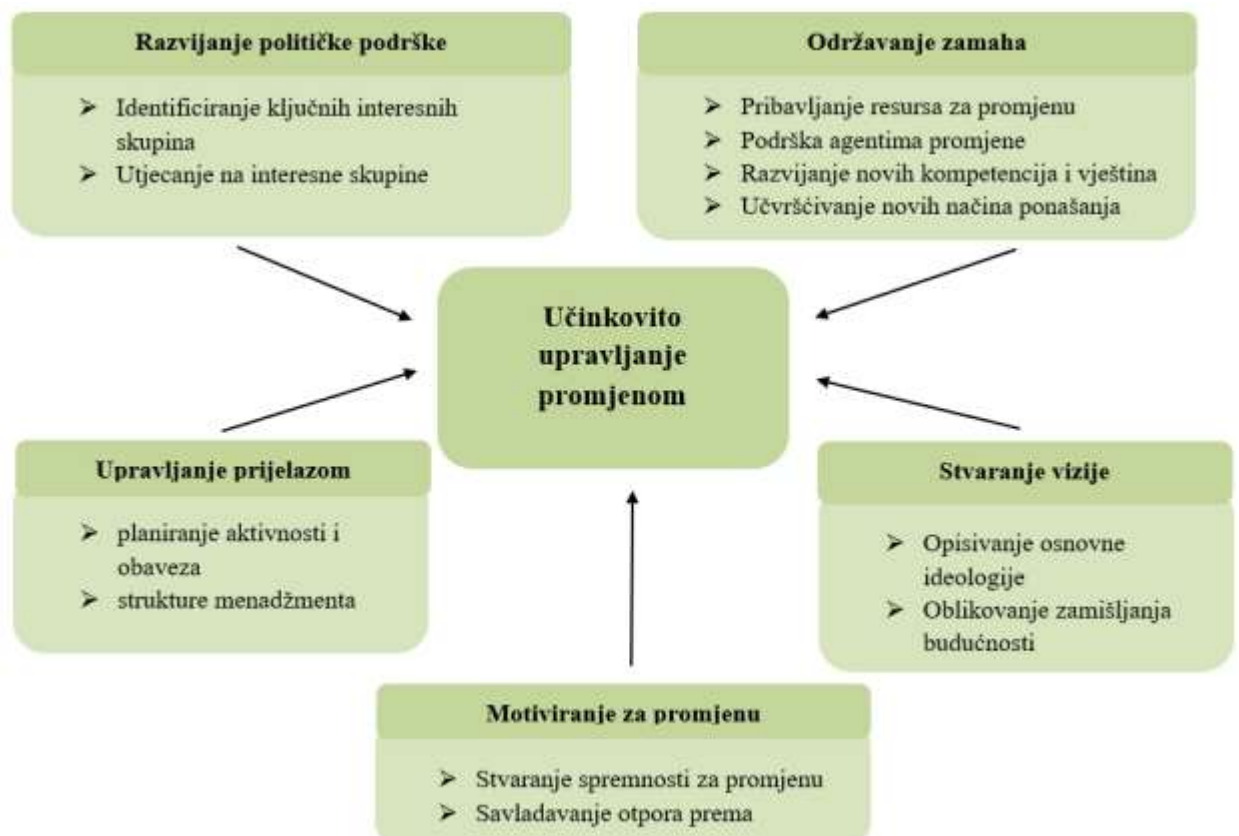 Razvijanje političke podrške
➢ Identificiranje ključnih interesnih
skupina
➢ Utjecanje na interesne skupine
Održavanje zamaha
➢ Pribavljanje resursa za promjenu
➢ Podrška agentima promjene
➢ Razvijanje novih kompetencija i vještina
➢ Učvršćivanje novih načina ponašanja
Učinkovito
upravljanje
promjenom
Upravljanje prijelazom
➢ planiranje aktivnosti i
obaveza
➢ strukture menadžmenta
Stvaranje vizije
➢ Opisivanje osnovne
ideologije
➢ Oblikovanje zamišljanja
budućnosti
Motiviranje za promjenu
➢ Stvaranje spremnosti za promjenu
➢ Savladavanje otpora prema